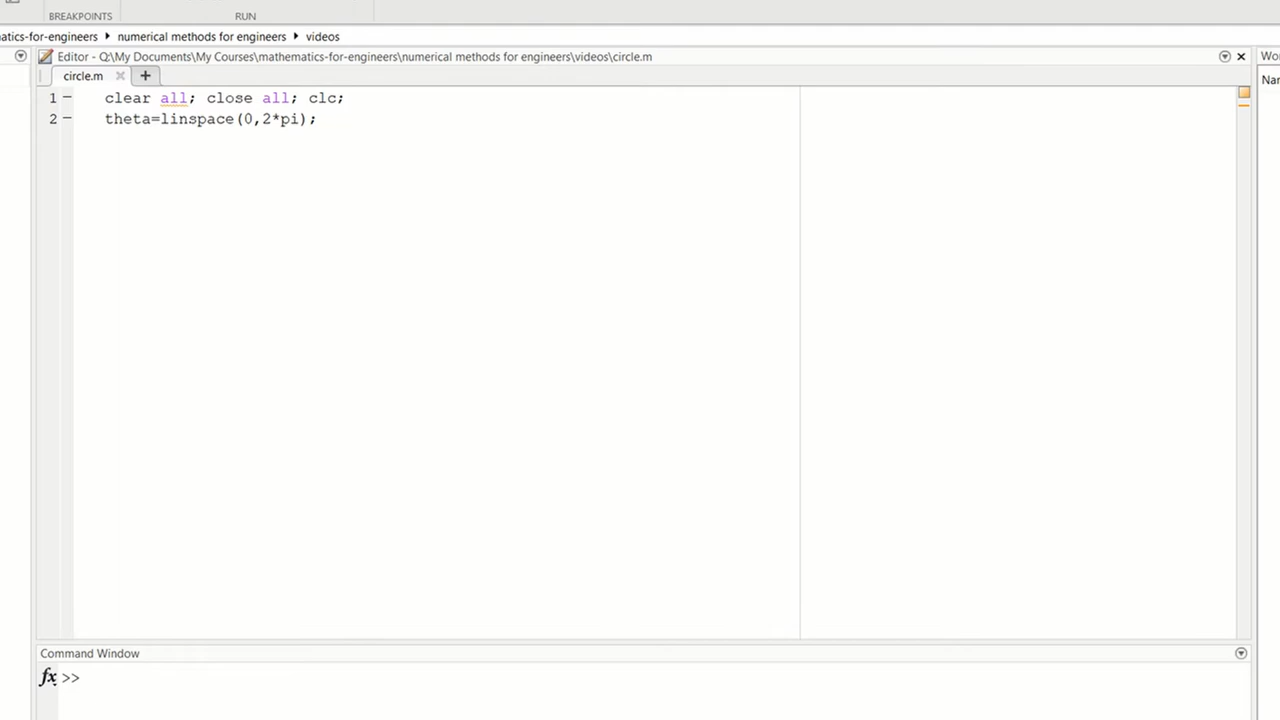 BREAKPOINTS RUN
atics-for-engineers numerical methods for engineers videos
Editor - Q:\My Documents\My Courses\mathematics-for-engineers\numerical methods for engineers\videos\circle.m
Wor
circle.m
Nar
1 clear all; close all; clc;
2 theta=linspace(0,2*pi);
Command Window
fx >>